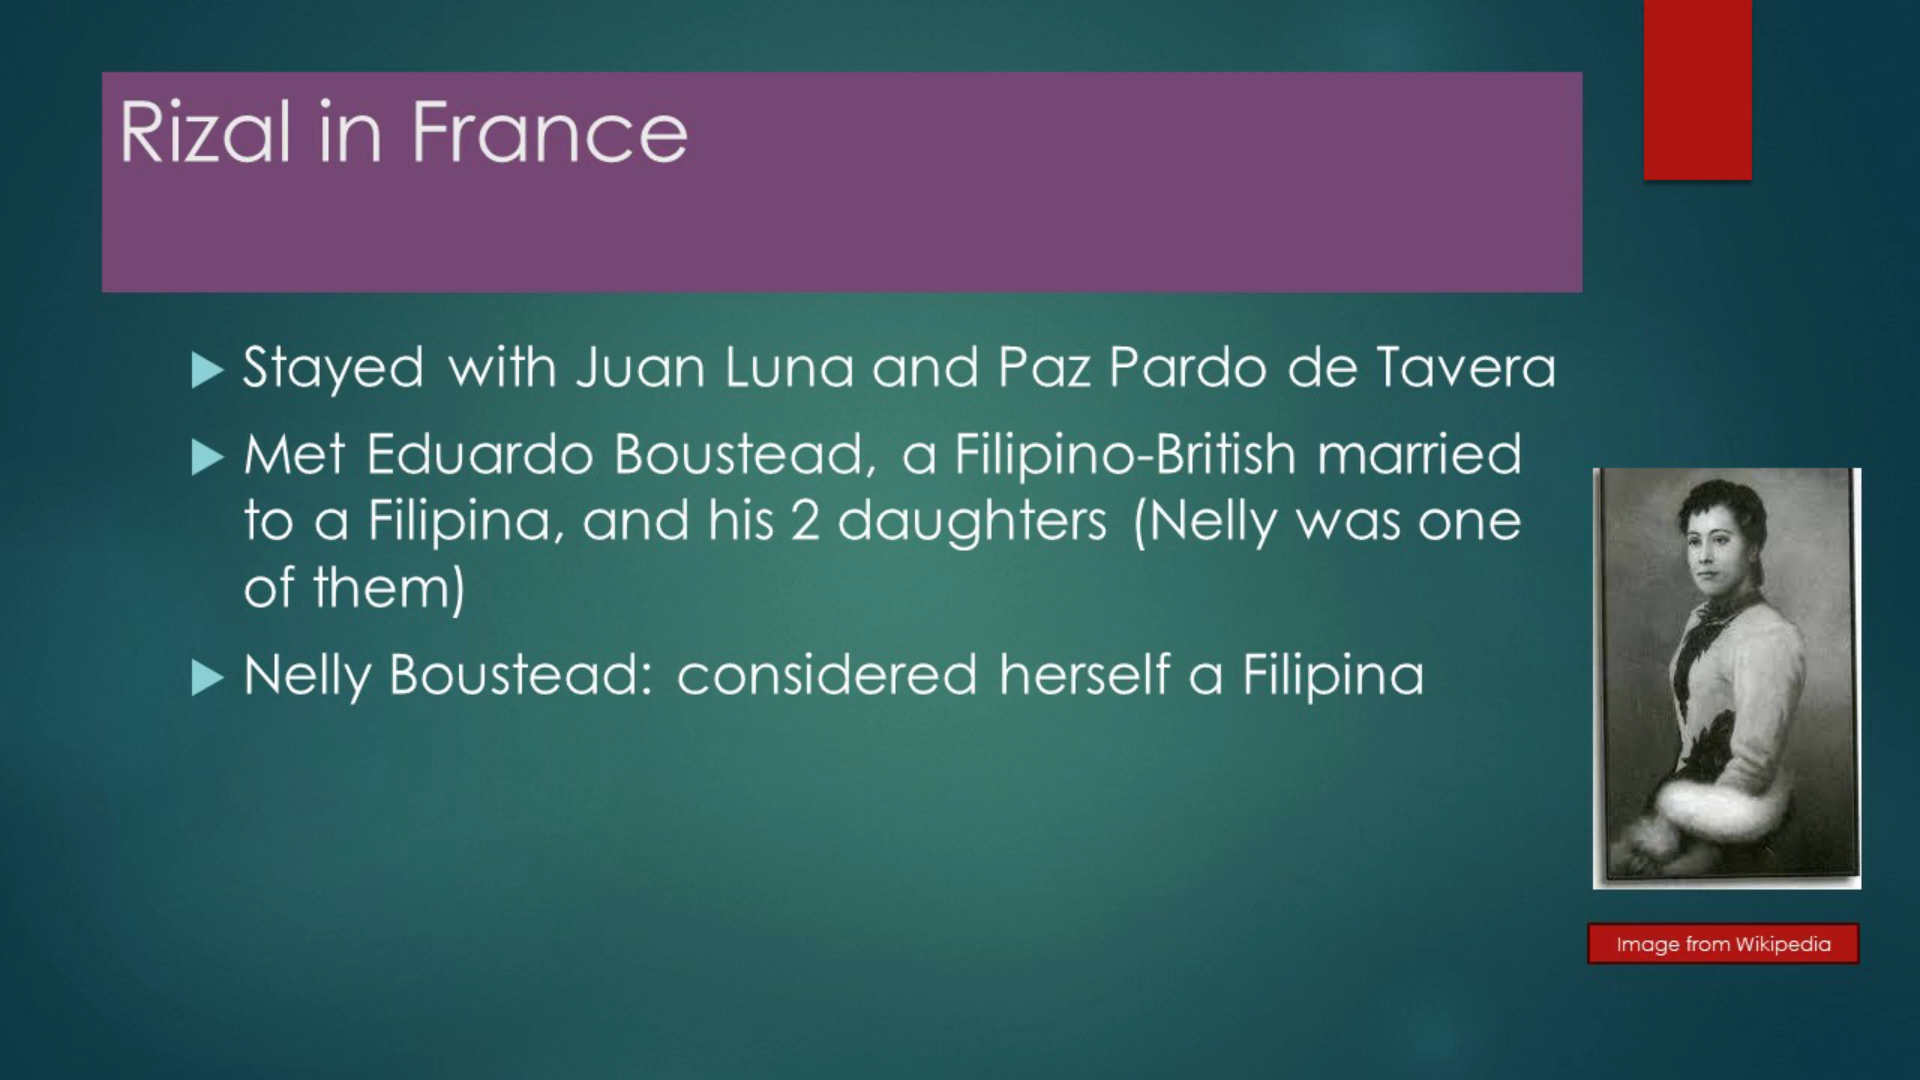 Rizal in France
Stayed with Juan Luna and Paz Pardo de Tavera
Met Eduardo Boustead, a Filipino-British married
to a Filipina, and his 2 daughters (Nelly was one
of them)
Nelly Boustead: considered herself a Filipina
Image from Wikipedia